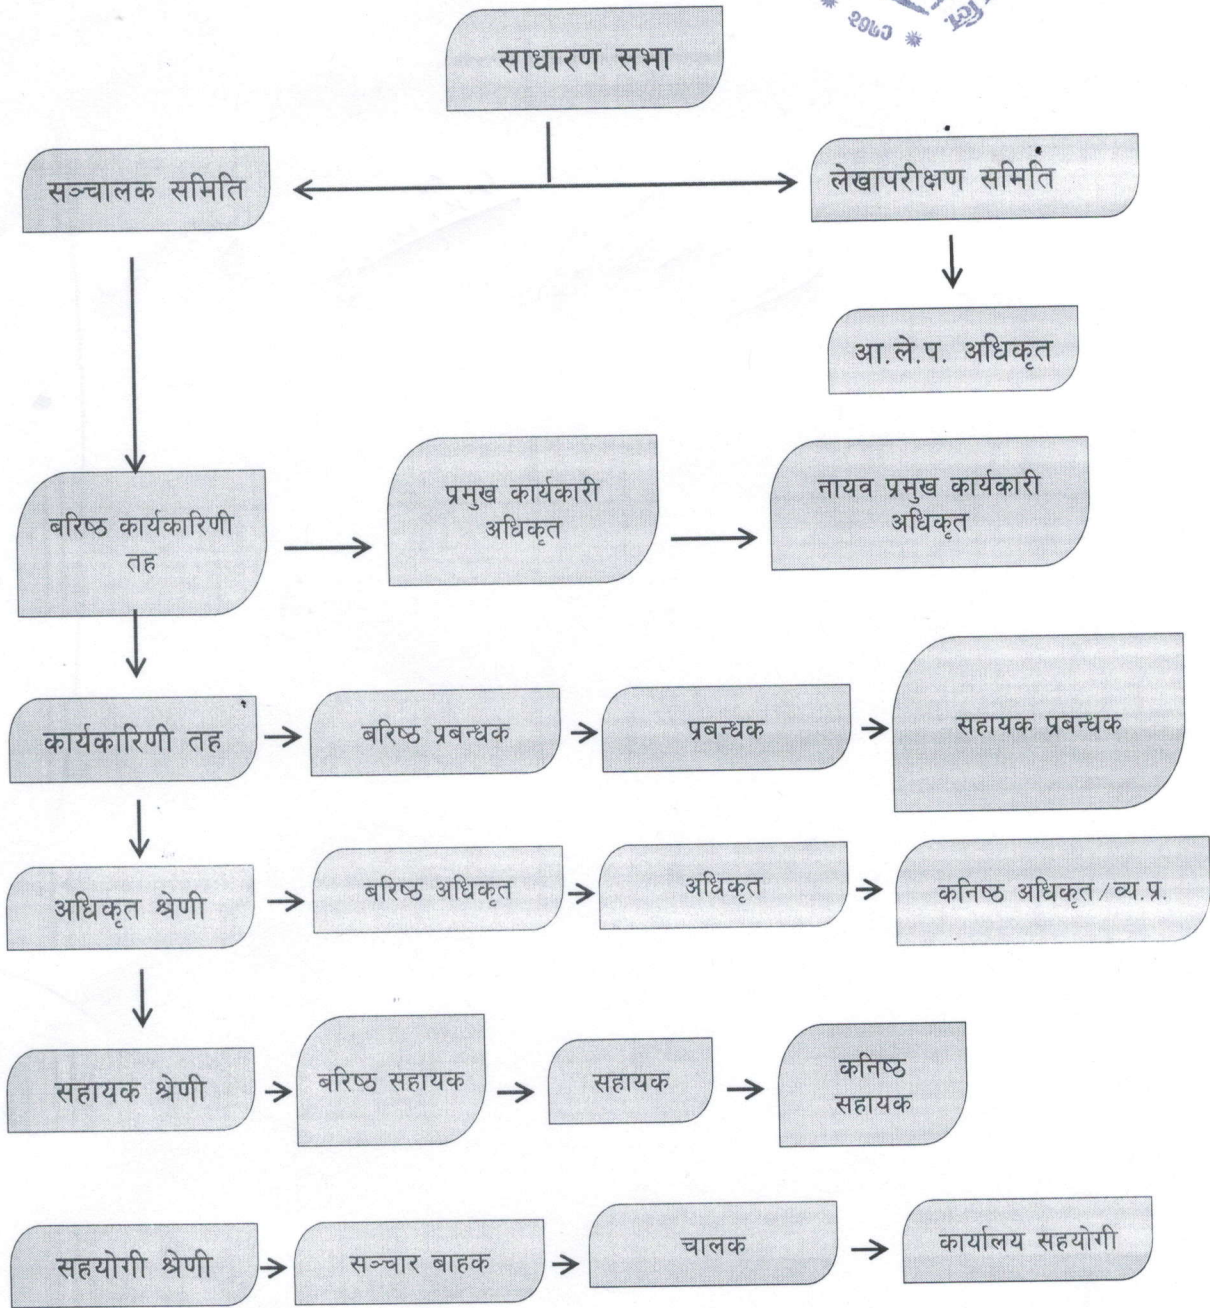 २०७३
साधारण सभा
सञ्चालक समिति
लेखापरीक्षण समिति
आ.ले.प. अधिकृत
बरिष्ठ कार्यकारिणी
तह
प्रमुख कार्यकारी
अधिकृत
नायव प्रमुख कार्यकारी
अधिकृत
कार्यकारिणी तह
बरिष्ठ प्रबन्धक
प्रबन्धक
सहायक प्रबन्धक
अधिकृत श्रेणी
बरिष्ठ अधिकृत
अधिकृत
कनिष्ठ अधिकृत/व्य.प्र.
सहायक श्रेणी
बरिष्ठ सहायक
सहायक
कनिष्ठ
सहायक
सहयोगी श्रेणी
सञ्चार बाहक
चालक
कार्यालय सहयोगी